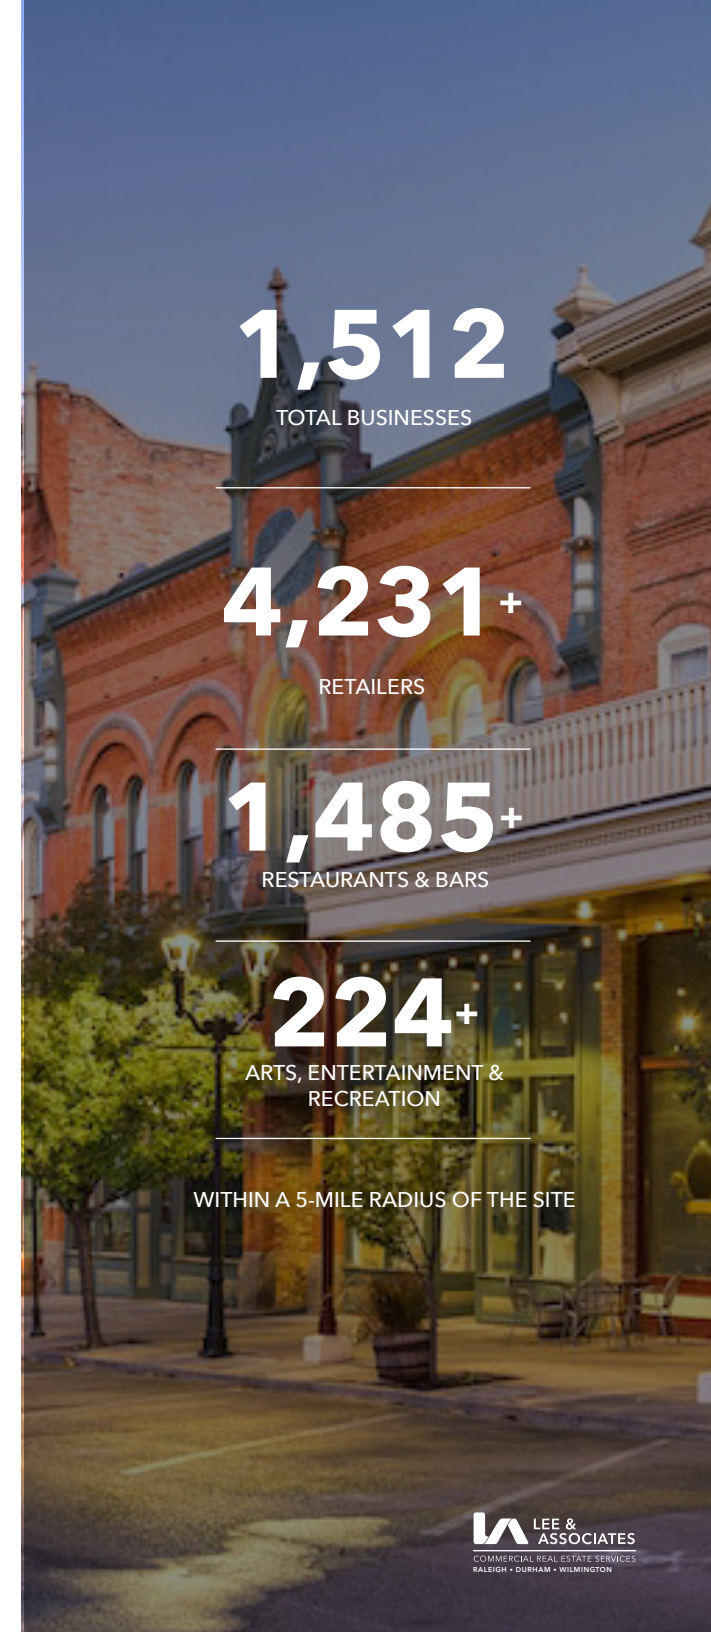 1,512
TOTAL BUSINESSES
4,231+
RETAILERS
1,485+
RESTAURANTS & BARS
224+
ARTS, ENTERTAINMENT &
RECREATION
WITHIN A 5-MILE RADIUS OF THE SITE
LEE &
ASSOCIATES
COMMERCIAL REAL ESTATE SERVICES
RALEIGH • DURHAM • WILMINGTON